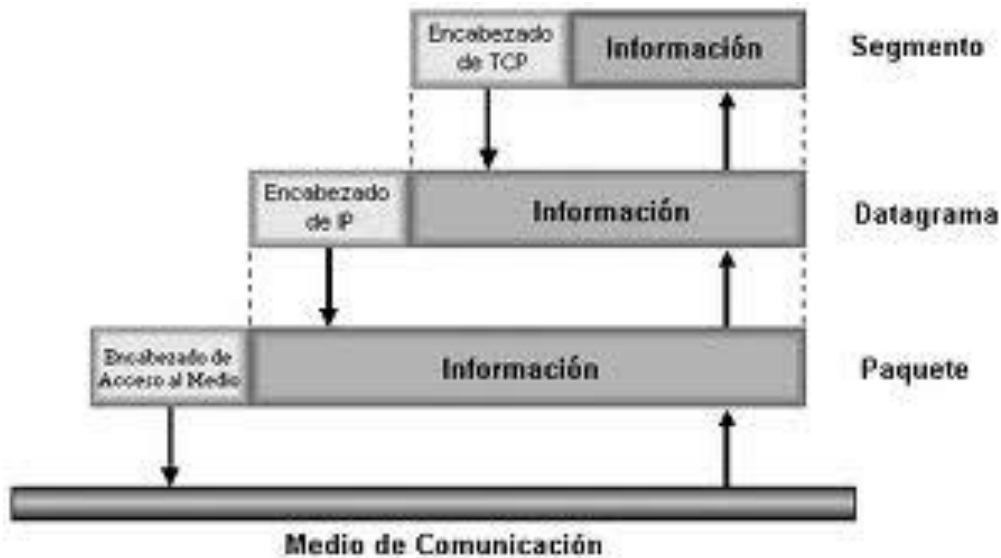 Encabezado
de TCP
Información
Segmento
Encabezado
de IP
Información
Datagrama
Encabezado de
Acceso al Medio
Información
Paquete
Medio de Comunicación